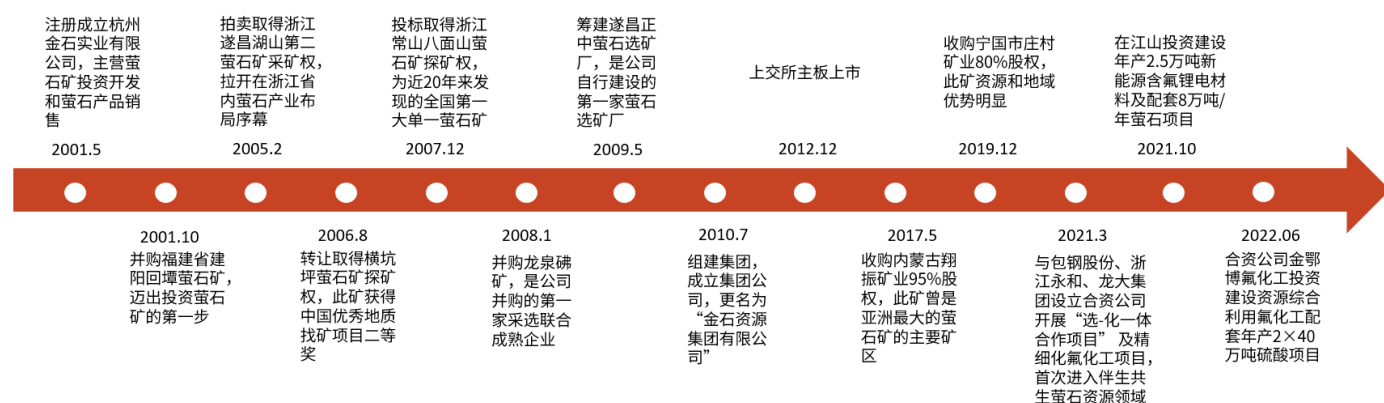 注册成立杭州
金石实业有限
公司，主营萤
石矿投资开发
和萤石产品销
售
2001.5
拍卖取得浙江
遂昌湖山第二
萤石矿采矿权，
拉开在浙江省
内萤石产业布
局序幕
2005.2
投标取得浙江
常山八面山萤
石矿探矿权，
为近20年来发
现的全国第一
大单一萤石矿
2007.12
筹建遂昌正
中萤石选矿
厂，是公司
自行建设的
第一家萤石
选矿厂
2009.5
上交所主板上市
2012.12
收购宁国市庄村
矿业80%股权，
此矿资源和地域
优势明显
2019.12
在江山投资建设
年产2.5万吨新
能源含氟锂电材
料及配套8万吨/
年萤石项目
2021.10
2001.10
并购福建省建
阳回墰萤石矿，
迈出投资萤石
矿的第一步
2006.8
转让取得横坑
坪萤石矿探矿
权，此矿获得
中国优秀地质
找矿项目二等
奖
2008.1
并购龙泉砩
矿，是公司
并购的第一
家采选联合
成熟企业
2010.7
组建集团，
成立集团公
司，更名为
“金石资源
集团有限公
司”
2017.5
收购内蒙古翔
振矿业95%股
权，此矿曾是
亚洲最大的萤
石矿的主要矿
区
2021.3
与包钢股份、浙
江永和、龙大集
团设立合资公司
开展“选-化一体
合作项目” 及精
细化氟化工项目，
首次进入伴生共
生萤石资源领域
2022.06
合资公司金鄂
博氟化工投资
建设资源综合
利用氟化工配
套年产2×40
万吨硫酸项目